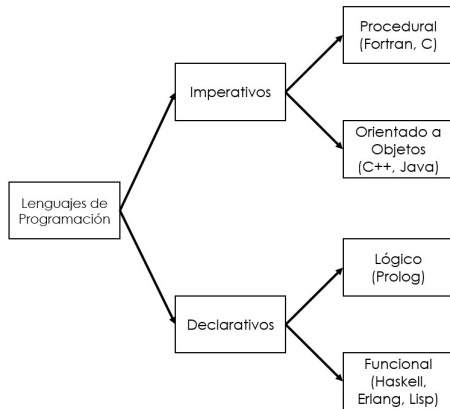 Procedural
(Fortran, C)
Imperativos
Orientado a
Objetos
(C++, Java)
Lenguajes de
Programación
Lógico
(Prolog)
Declarativos
Funcional
(Haskell,
Erlang, Lisp)